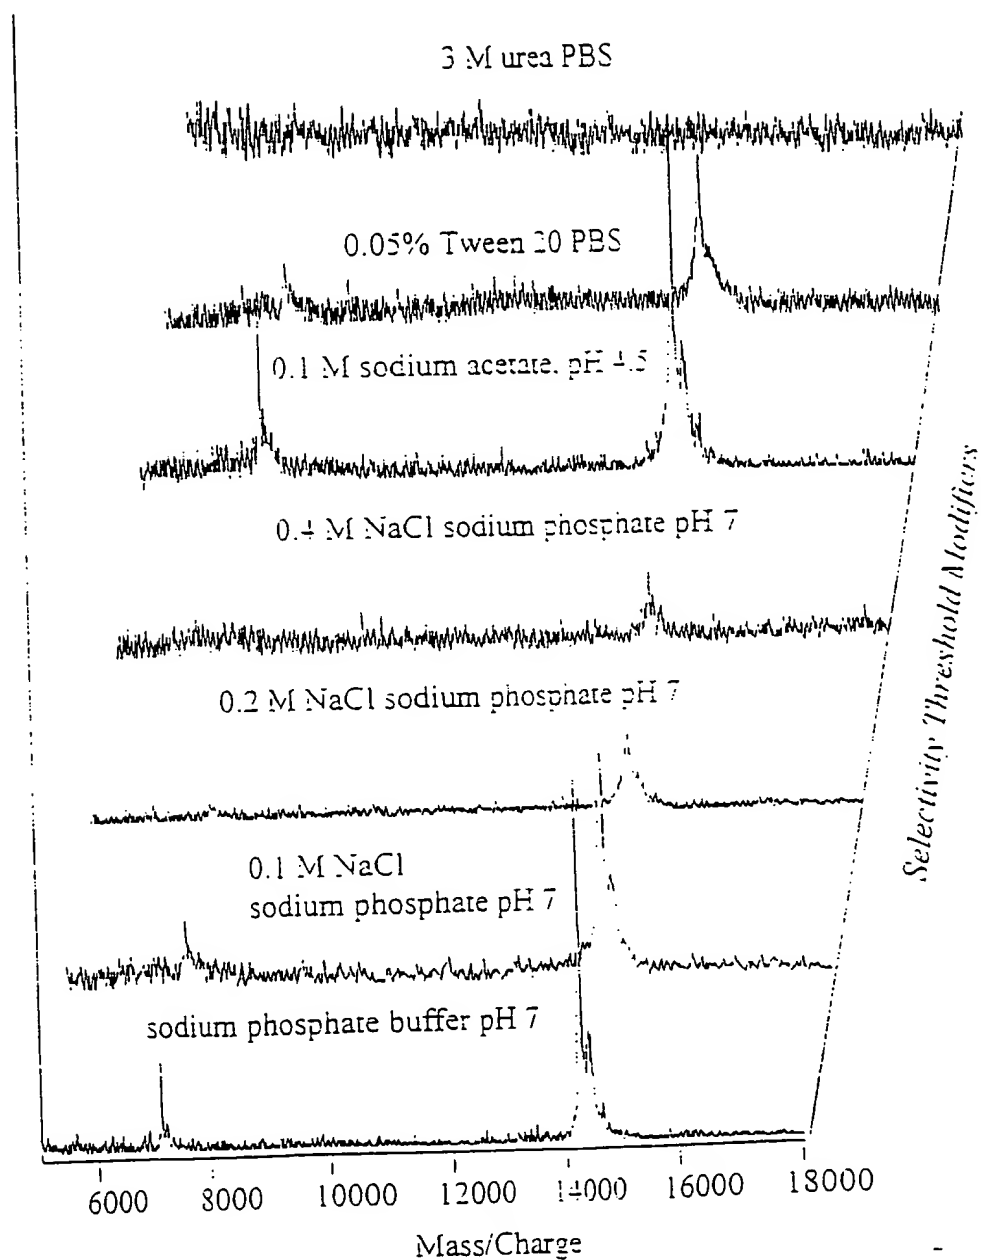 3 M urea PBS
0.05% Tween 20 PBS
0.1 M sodium acetate, pH 4.5
0.4 M NaCl sodium phosphate pH 7
0.2 M NaCl sodium phosphate pH 7
0.1 M NaCl
sodium phosphate pH 7
sodium phosphate buffer pH 7
Selectivity Threshold Modifiers
6000 8000 10000 12000 14000 16000 18000
Mass/Charge